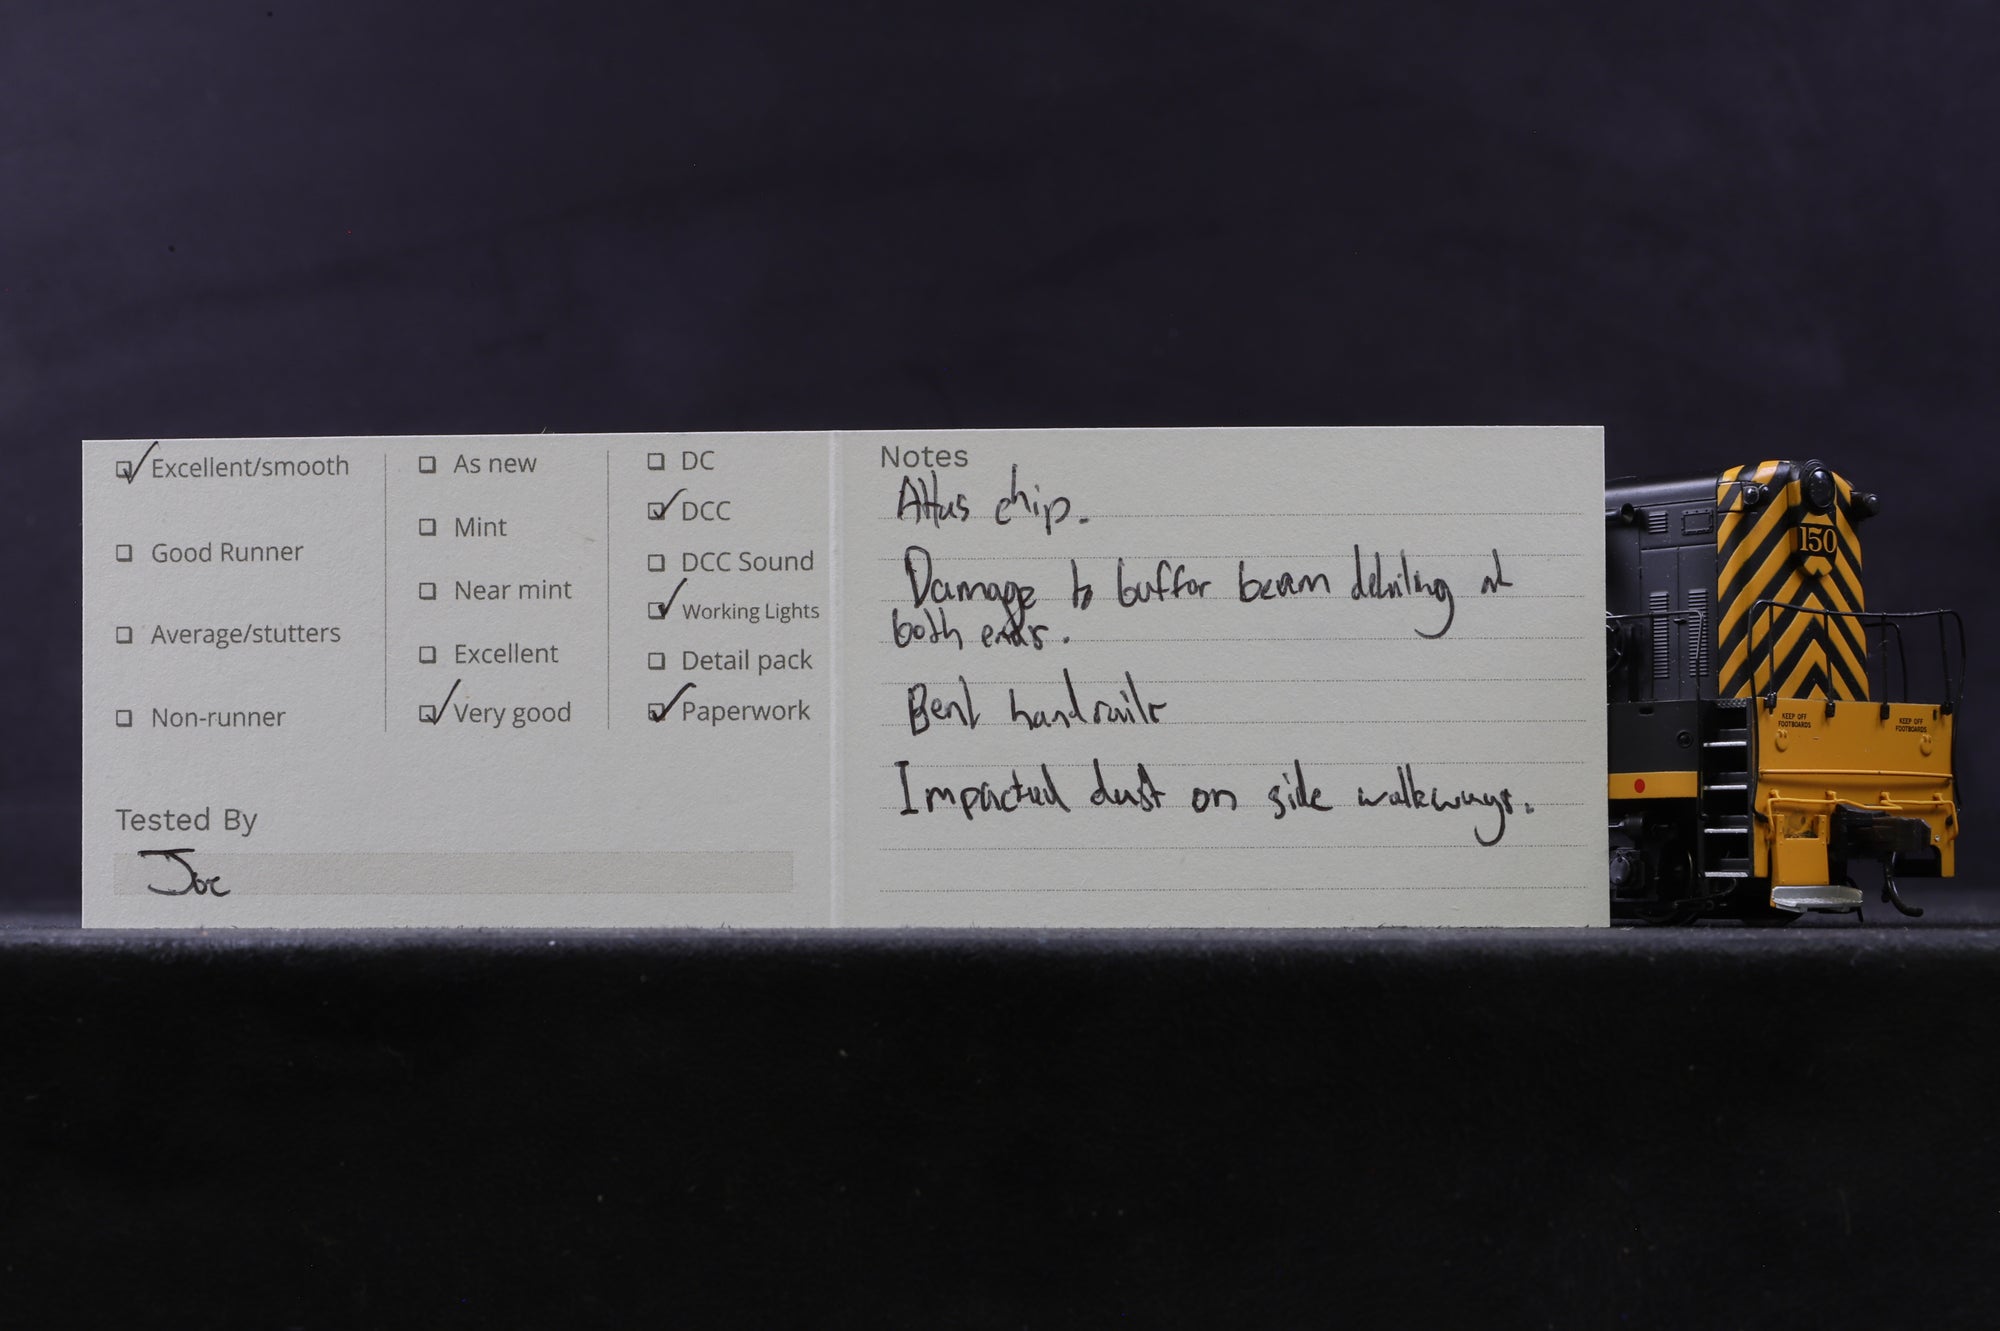 Excellent/smooth
Good Runner
Average/stutters
Non-runner
As new
Mint
Near mint
Excellent
Very good
DC
DCC
DCC Sound
Working Lights
Detail pack
Paperwork
Tested By
Joe
Notes
chip.
Damage to buffer beam detailing at
both ends.
Bent handrails
Impacted dust on side walkways.
150
KEEP OFF
FOOTBOARDS
KEEP OFF
FOOTBOARDS